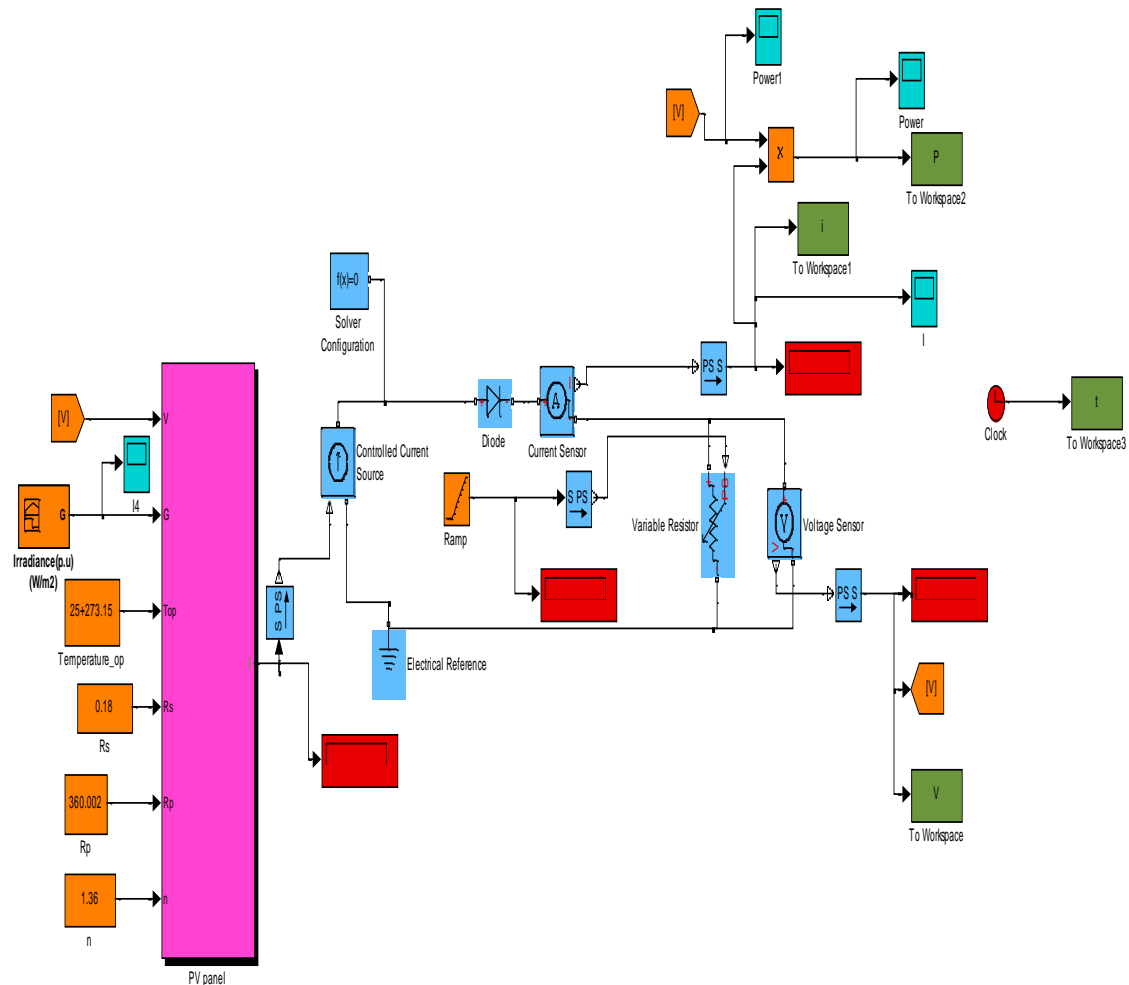 Power1
[V]
Power
×
P
To Workspace2
i
To Workspace1
f(x)=0
Solver
Configuration
I
PS S
A
I
Diode
Current Sensor
t
Clock
To Workspace3
[V]
V
Controlled Current
Source
I4
G
G
Irradiance(p.u)
(W/m2)
Ramp
S PS
PS
Variable Resistor
V
V
Voltage Sensor
PS S
25+273.15
Top
Temperature_op
S PS
Electrical Reference
[V]
0.18
Rs
Rs
360.002
Rp
Rp
V
To Workspace
1.36
n
n
PV panel